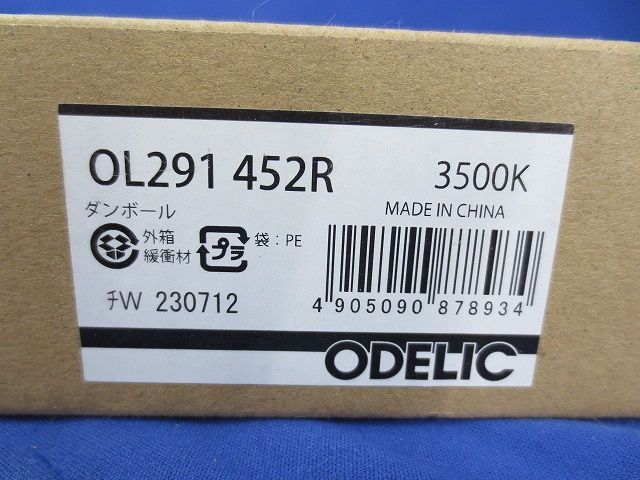 OL291 452R 3500K
ダンボール MADE IN CHINA
外箱 プラ 袋：PE
緩衝材
ﾁW 230712
4 905090 878934
ODELIC